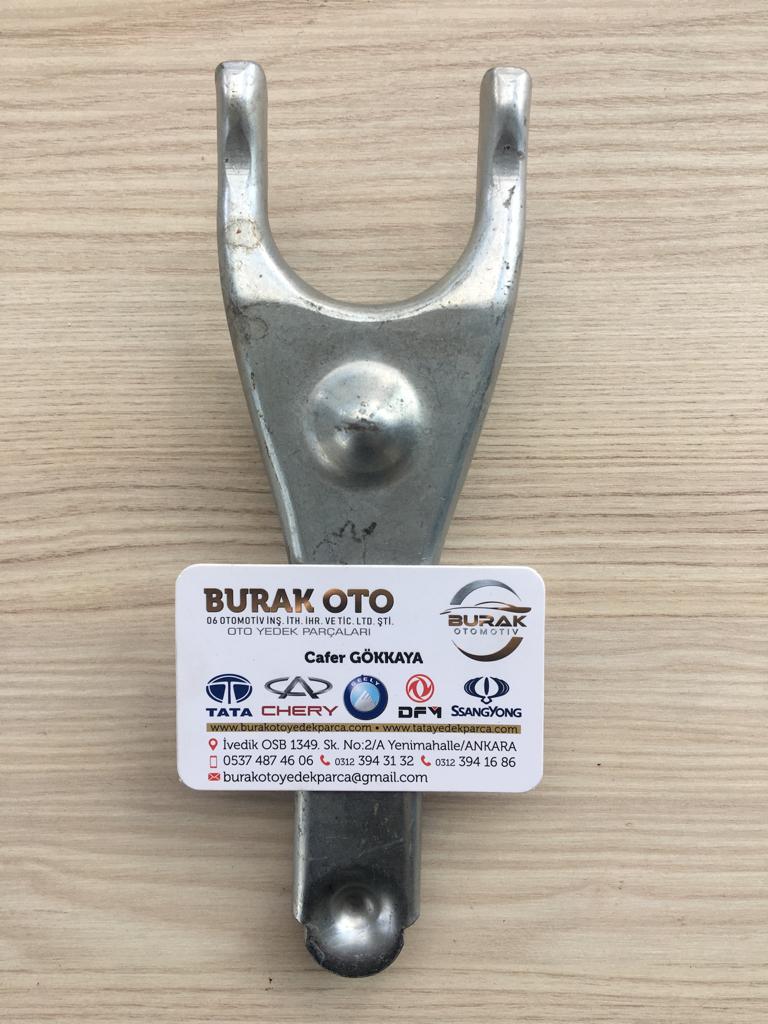 BURAK OTO
06 OTOMOTİV İNŞ. İTH. İHR. VE TİC. LTD. ŞTİ.
OTO YEDEK PARÇALARI
BURAK
OTOMOTİV
Cafer GÖKKAYA
TATA
CHERY
GEELY
DFM
SSANGYONG
www.burakotoyedekparca.com • www.tatayedekparca.com
İvedik OSB 1349. Sk. No:2/A Yenimahalle/ANKARA
0537 487 46 06 0312 394 31 32 0312 394 16 86
burakotoyedekparca@gmail.com